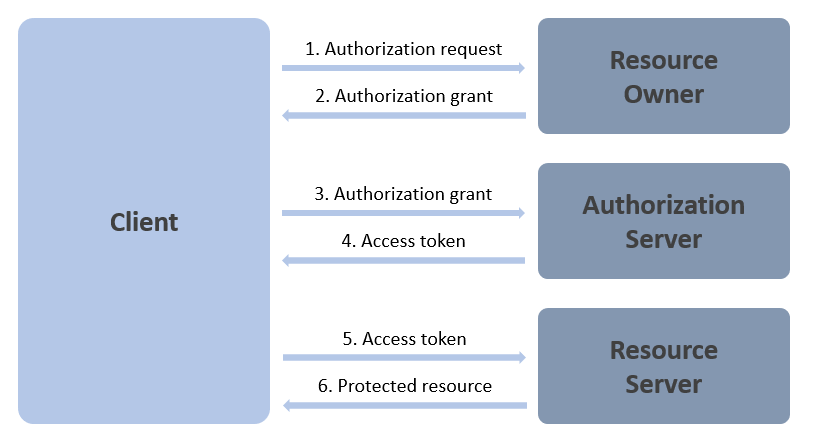 Client
1. Authorization request
2. Authorization grant
Resource
Owner
3. Authorization grant
4. Access token
Authorization
Server
5. Access token
6. Protected resource
Resource
Server